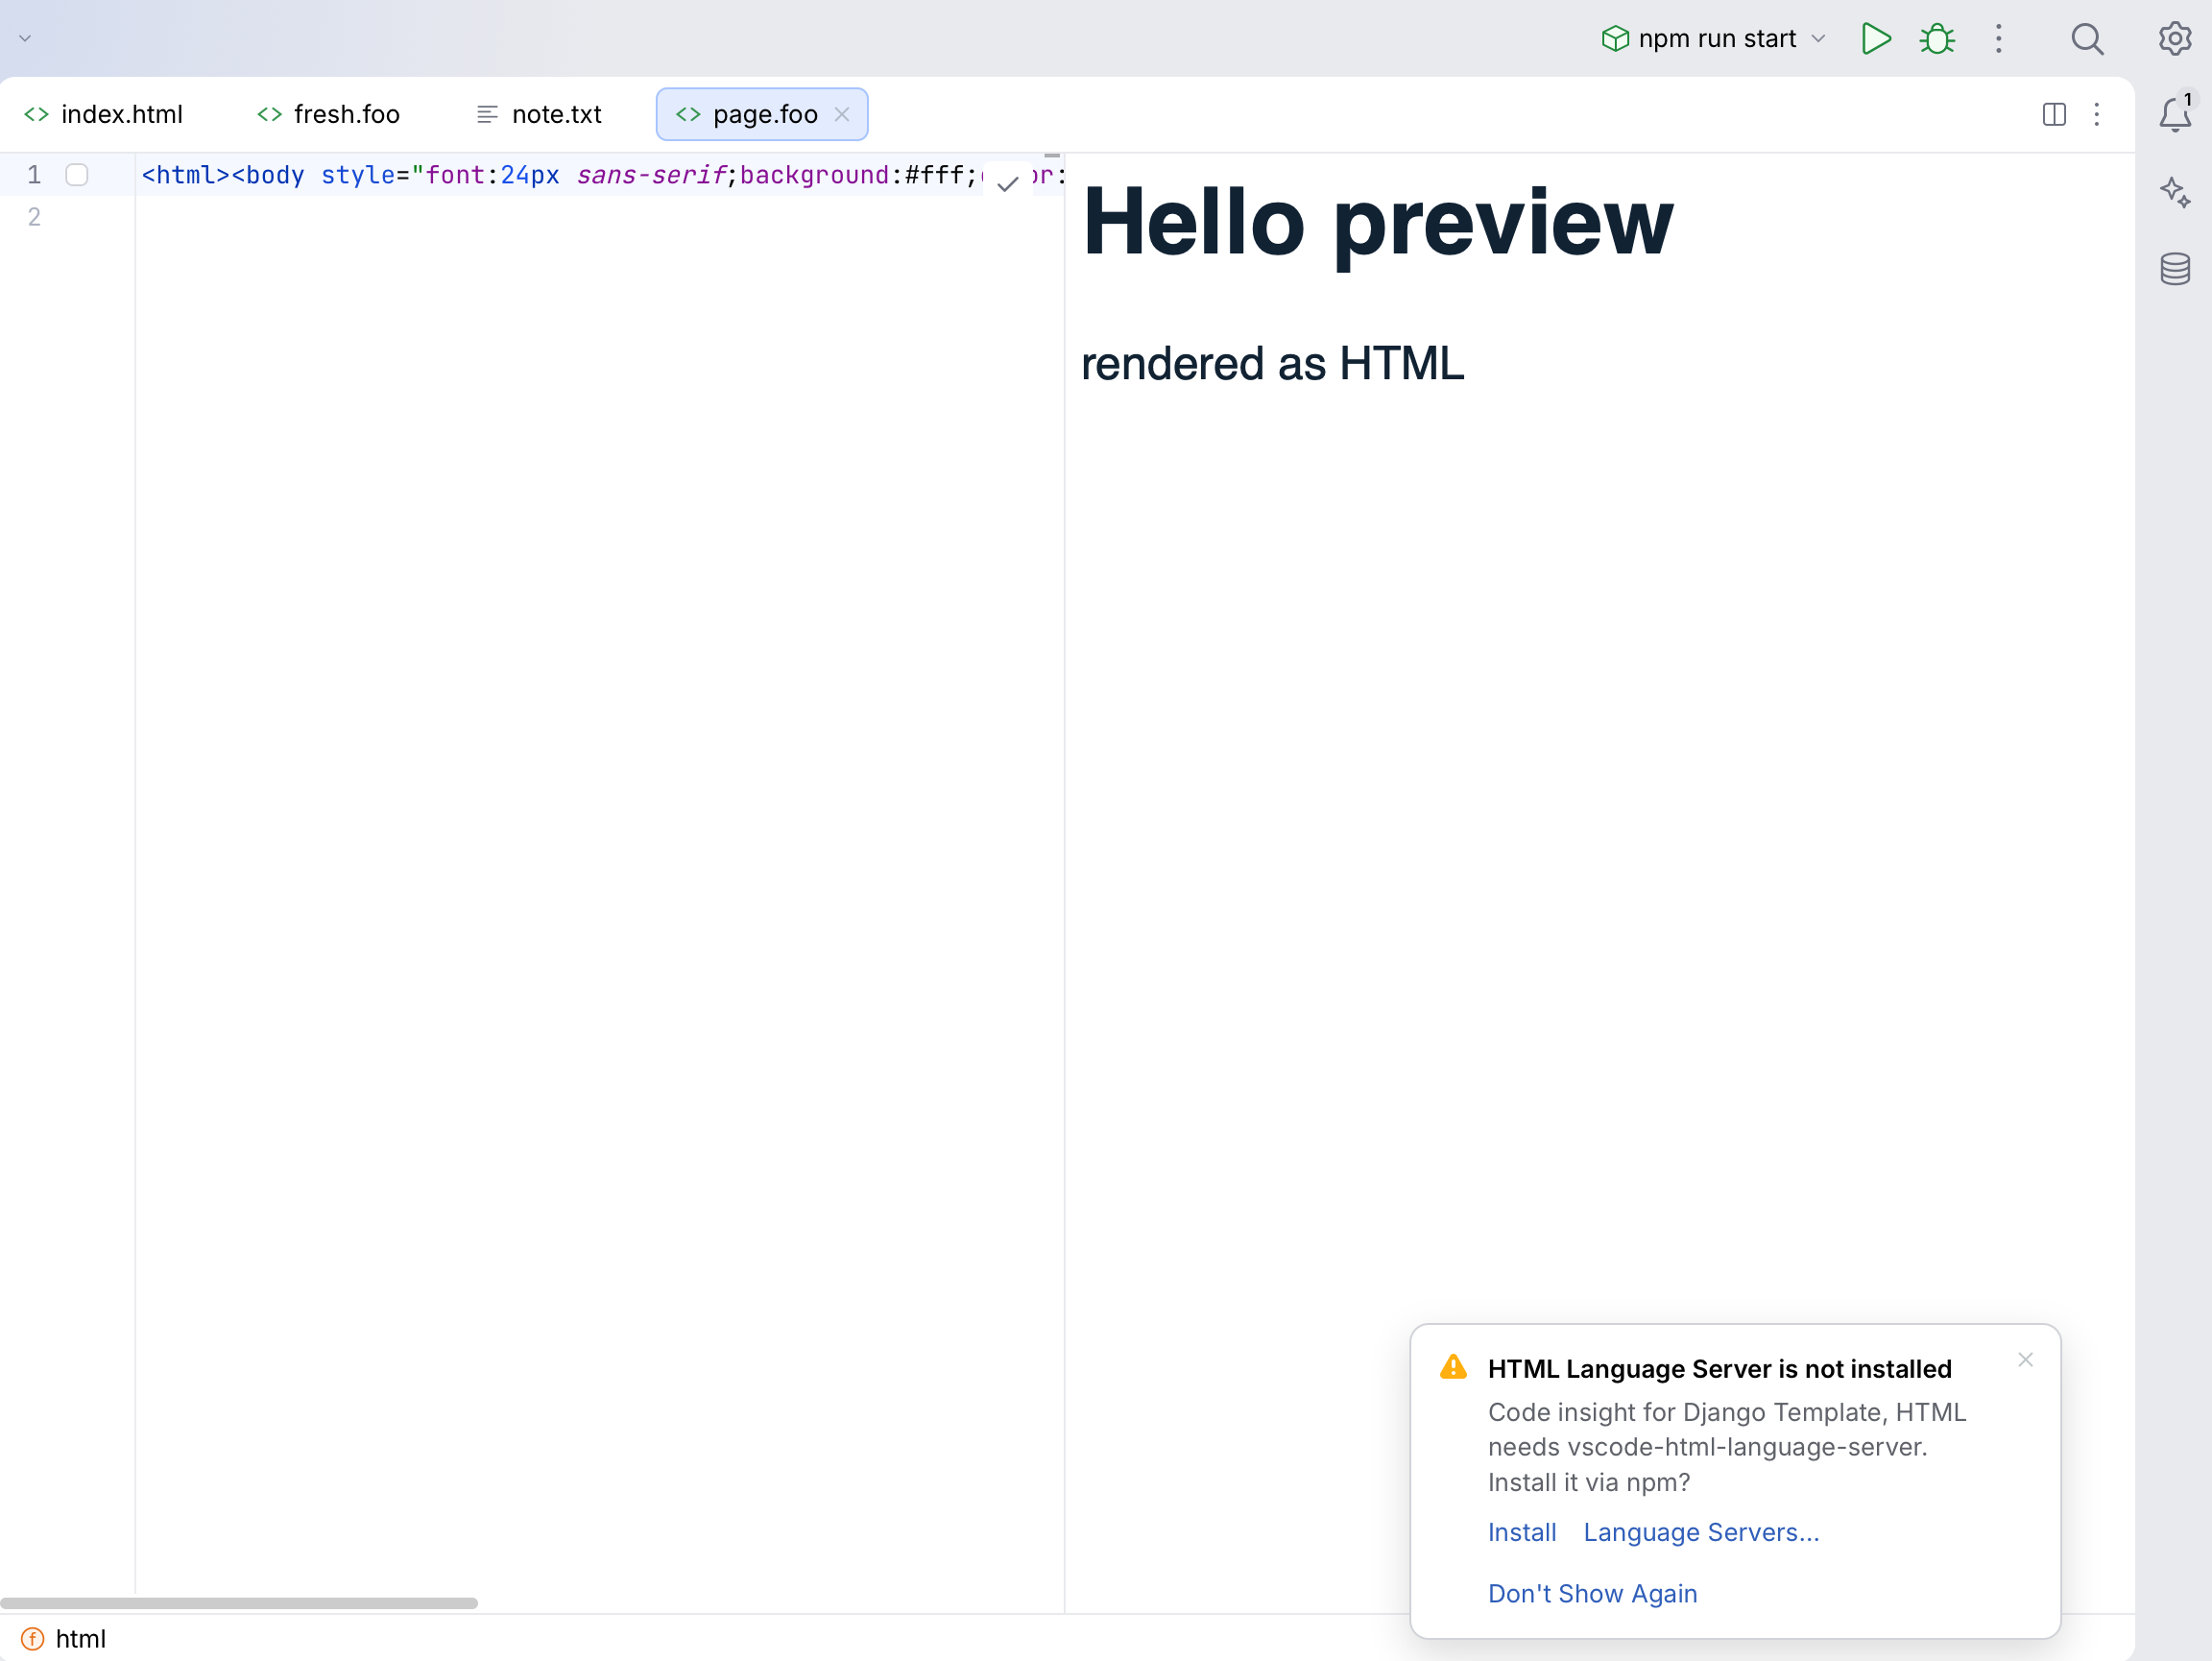 npm run start
index.html
fresh.foo
note.txt
page.foo
1
1 <html><body style="font:24px sans-serif;background:#fff;
2
Hello preview
rendered as HTML
HTML Language Server is not installed
Code insight for Django Template, HTML
needs vscode-html-language-server.
Install it via npm?
Install Language Servers...
Don't Show Again
html